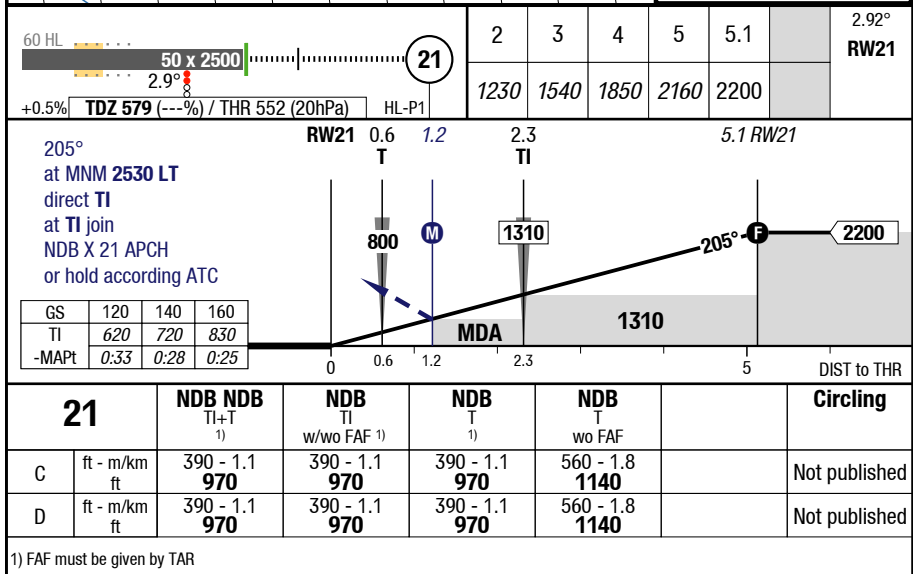 60 HL
50 x 2500
21
2.9°
+0.5% TDZ 579 (---%) / THR 552 (20hPa) HL-P1
2 3 4 5 5.1 2.92° RW21
1230 1540 1850 2160 2200
205°
at MNM 2530 LT
direct TI
at TI join
NDB X 21 APCH
or hold according ATC
RW21 0.6 1.2 2.3 5.1 RW21
T TI
800 M 1310 205° F 2200
MDA 1310
GS 120 140 160
TI 620 720 830
-MAPt 0:33 0:28 0:25
0 0.6 1.2 2.3 5 DIST to THR
21 NDB NDB NDB NDB NDB Circling
TI+T TI T T
1) w/wo FAF 1) 1) wo FAF
C ft - m/km 390 - 1.1 390 - 1.1 390 - 1.1 560 - 1.8 Not published
ft 970 970 970 1140
D ft - m/km 390 - 1.1 390 - 1.1 390 - 1.1 560 - 1.8 Not published
ft 970 970 970 1140
1) FAF must be given by TAR